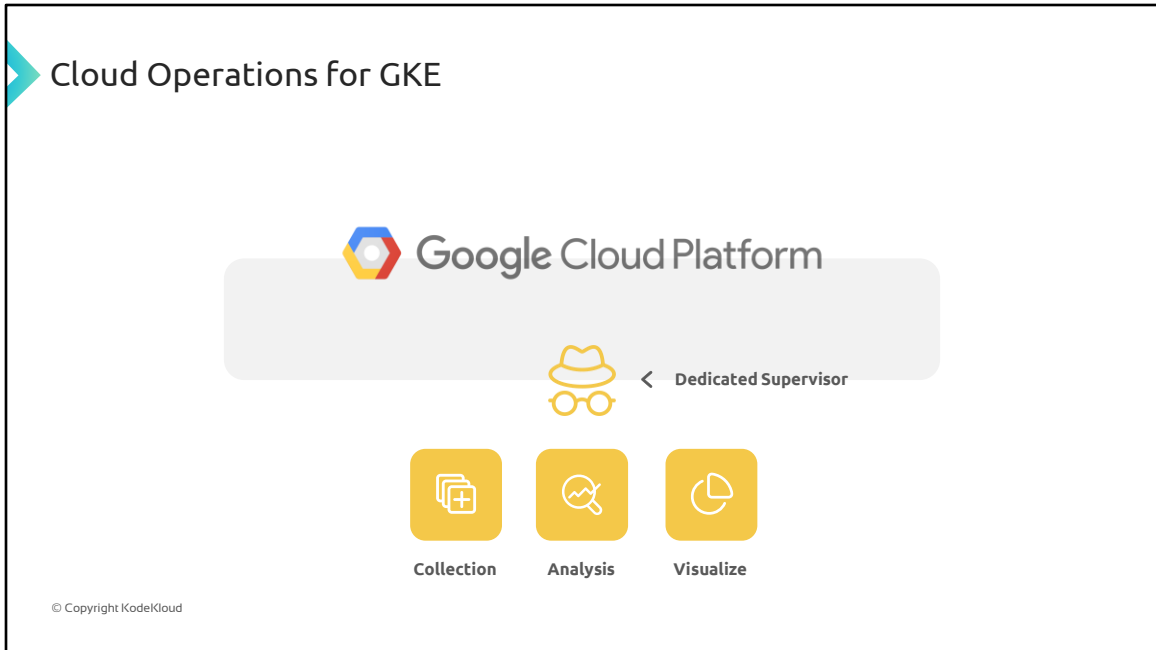 Cloud Operations for GKE
Google Cloud Platform
< Dedicated Supervisor
Collection Analysis Visualize
© Copyright KodeKloud